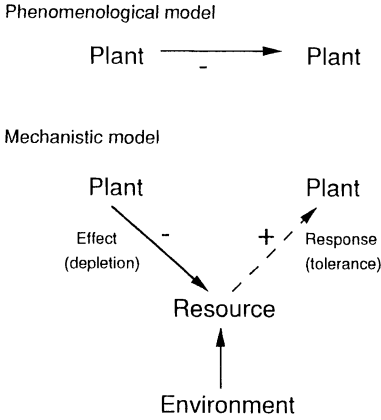 Phenomenological model
Plant - Plant
Mechanistic model
Plant Plant
- +
Effect Response
(depletion) (tolerance)
Resource
Environment